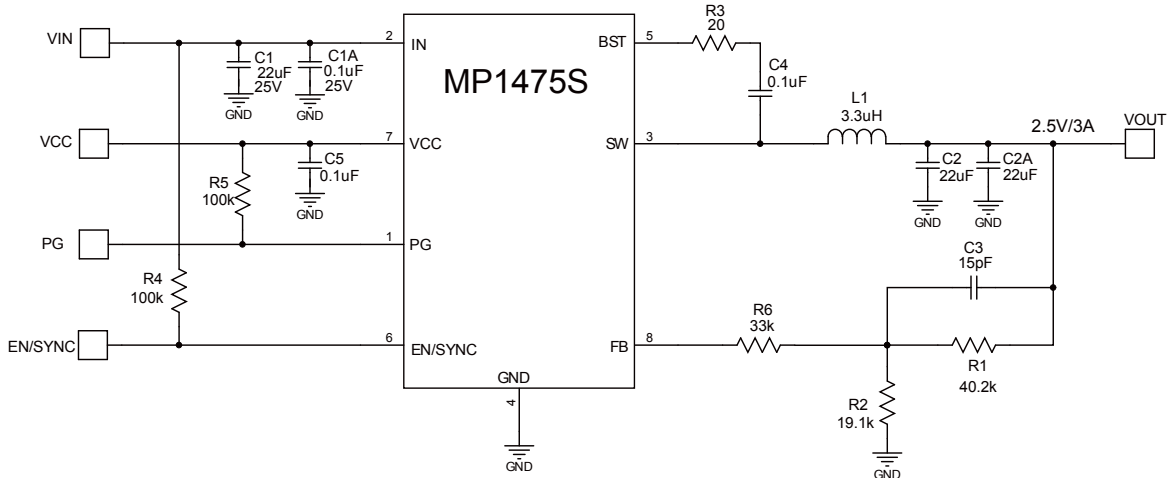 VIN
2
IN
C1
22uF
25V
GND
C1A
0.1uF
25V
GND
MP1475S
BST
5
R3
20
C4
0.1uF
VCC
7
VCC
R5
100k
C5
0.1uF
GND
SW
3
L1
3.3uH
2.5V/3A
VOUT
C2
22uF
GND
C2A
22uF
GND
PG
1
PG
R4
100k
C3
15pF
EN/SYNC
6
EN/SYNC
FB
8
R6
33k
R1
40.2k
R2
19.1k
GND
GND
4
GND